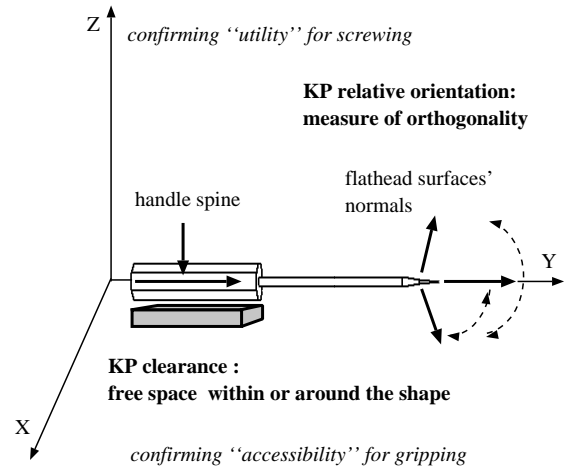 Z
confirming ‘‘utility’’ for screwing
KP relative orientation:
measure of orthogonality
flathead surfaces’
normals
handle spine
Y
KP clearance :
free space within or around the shape
X
confirming ‘‘accessibility’’ for gripping